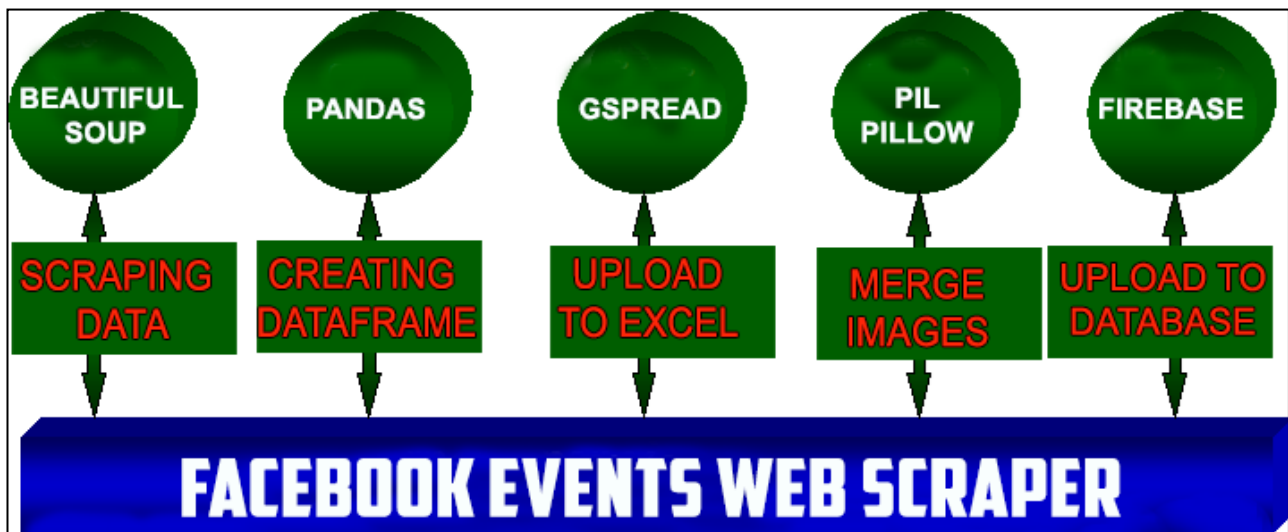 BEAUTIFUL
SOUP
PANDAS
GSPREAD
PIL
PILLOW
FIREBASE
SCRAPING
DATA
CREATING
DATAFRAME
UPLOAD
TO EXCEL
MERGE
IMAGES
UPLOAD TO
DATABASE
FACEBOOK EVENTS WEB SCRAPER